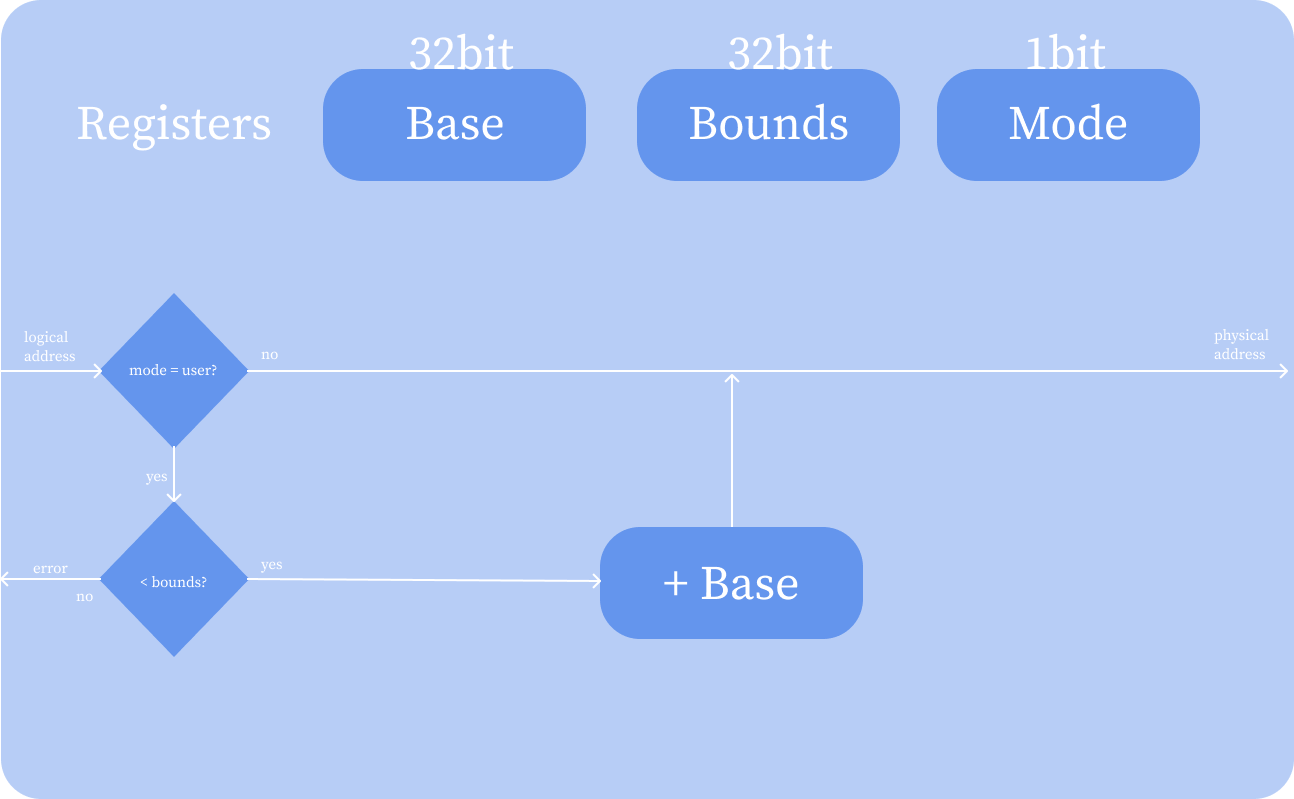 32bit
32bit
1bit
Registers
Base
Bounds
Mode
logical
address
mode = user?
no
physical
address
yes
error
no
< bounds?
yes
+ Base